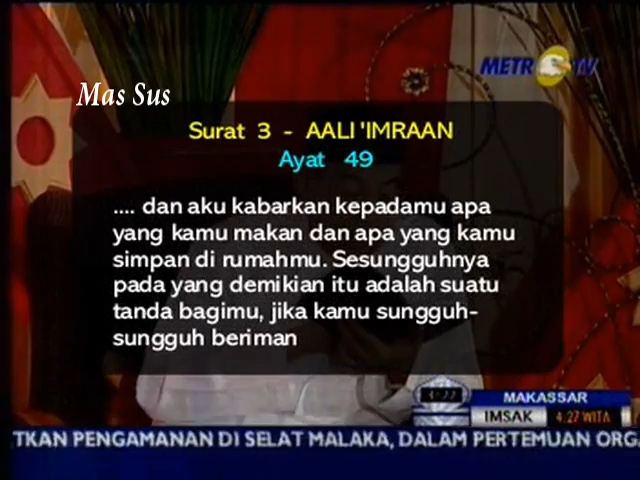 METRO TV
Mas Sus
Surat 3 - AALI 'IMRAAN
Ayat 49
.... dan aku kabarkan kepadamu apa
yang kamu makan dan apa yang kamu
simpan di rumahmu. Sesungguhnya
pada yang demikian itu adalah suatu
tanda bagimu, jika kamu sungguh-
sungguh beriman
MAKASSAR
IMSAK 4:27 WITA
TKAN PENGAMANAN DI SELAT MALAKA, DALAM PERTEMUAN ORG